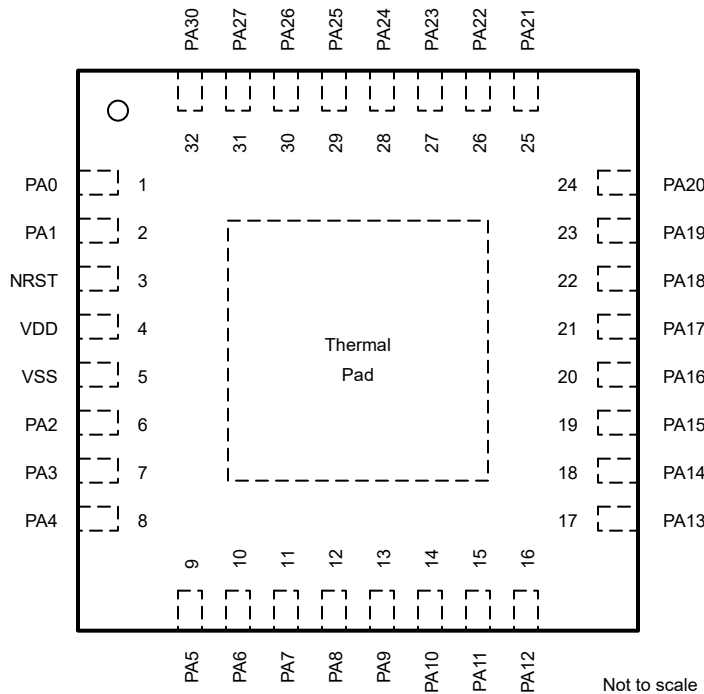 PA30 PA27 PA26 PA25 PA24 PA23 PA22 PA21
32 31 30 29 28 27 26 25
PA0 1 24 PA20
PA1 2 23 PA19
NRST 3 22 PA18
VDD 4 21 PA17
VSS 5 20 PA16
PA2 6 19 PA15
PA3 7 18 PA14
PA4 8 17 PA13
Thermal
Pad
9 10 11 12 13 14 15 16
PA5 PA6 PA7 PA8 PA9 PA10 PA11 PA12
Not to scale